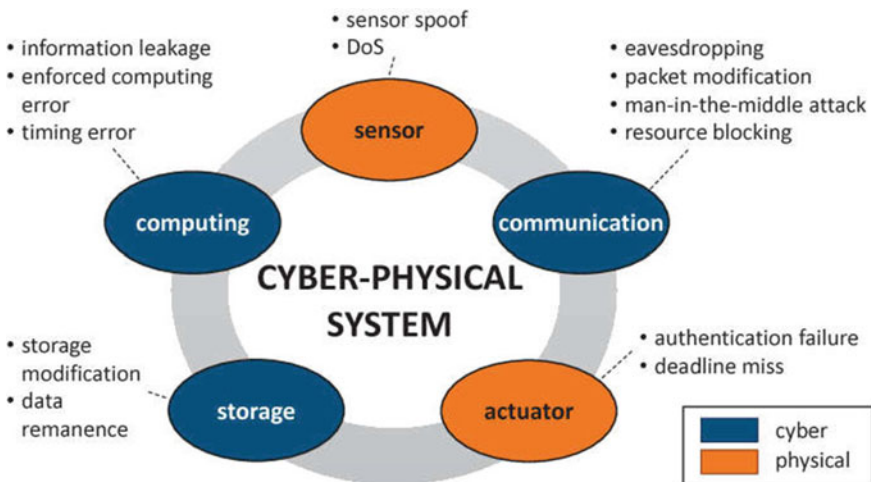 • sensor spoof
• DoS
• information leakage
• enforced computing
error
• timing error
• eavesdropping
• packet modification
• man-in-the-middle attack
• resource blocking
sensor
computing
communication
CYBER-PHYSICAL
SYSTEM
• storage
modification
• data
remanence
• authentication failure
• deadline miss
storage
actuator
cyber
physical